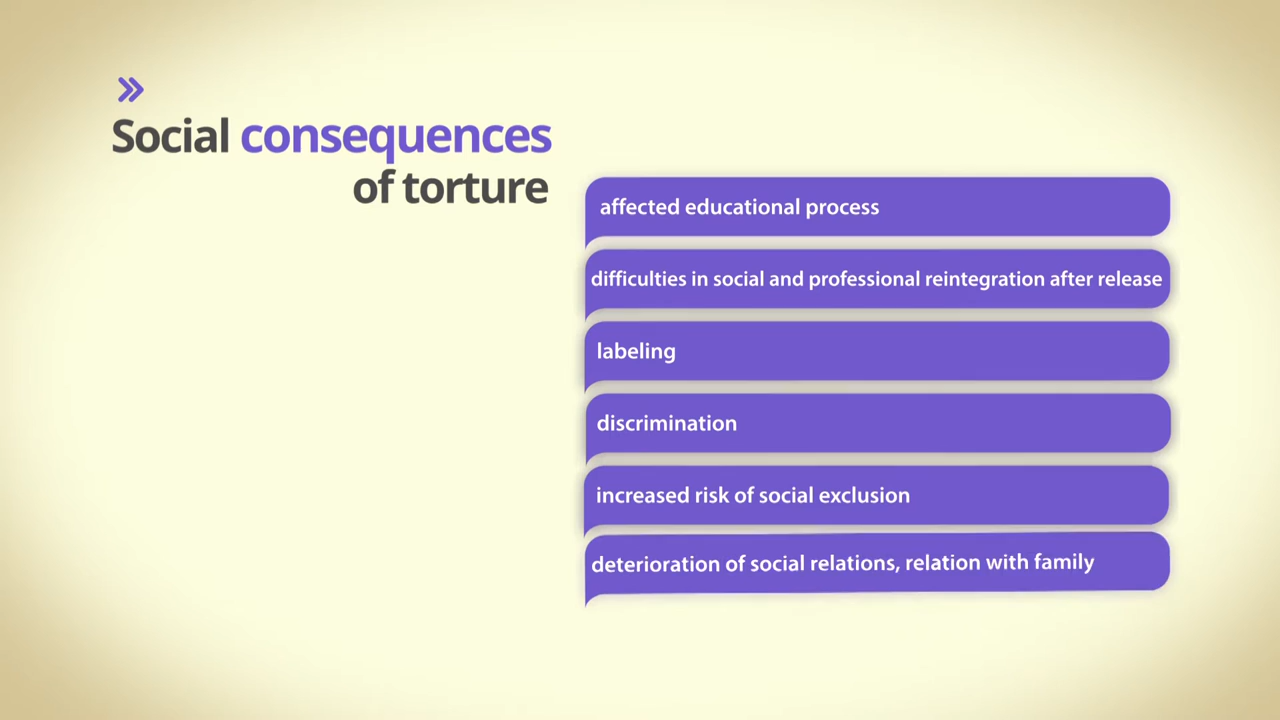 Social consequences
of torture
affected educational process
difficulties in social and professional reintegration after release
labeling
discrimination
increased risk of social exclusion
deterioration of social relations, relation with family